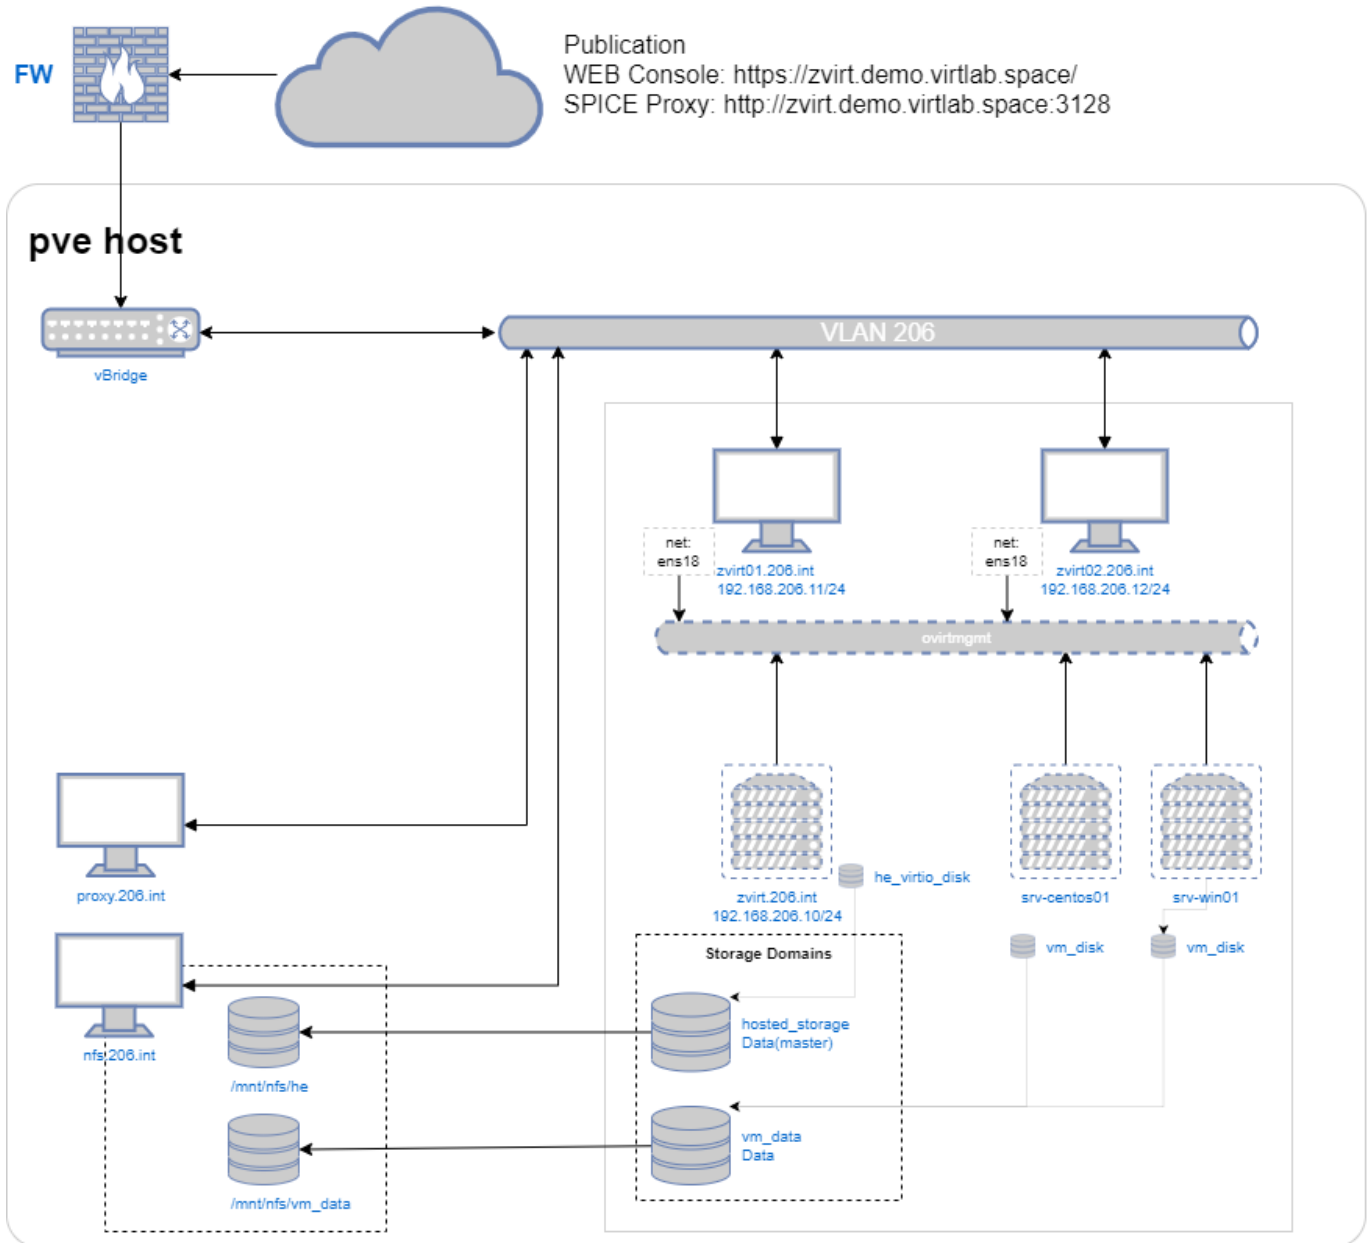 Publication
WEB Console: https://zvirt.demo.virtlab.space/
SPICE Proxy: http://zvirt.demo.virtlab.space:3128
FW
pve host
VLAN 206
vBridge
net:
ens18
zvirt01.206.int
192.168.206.11/24
net:
ens18
zvirt02.206.int
192.168.206.12/24
ovirtmgmt
proxy.206.int
he_virtio_disk
zvirt.206.int
192.168.206.10/24
srv-centos01
srv-win01
vm_disk
vm_disk
Storage Domains
hosted_storage
Data(master)
nfs.206.int
/mnt/nfs/he
vm_data
Data
/mnt/nfs/vm_data